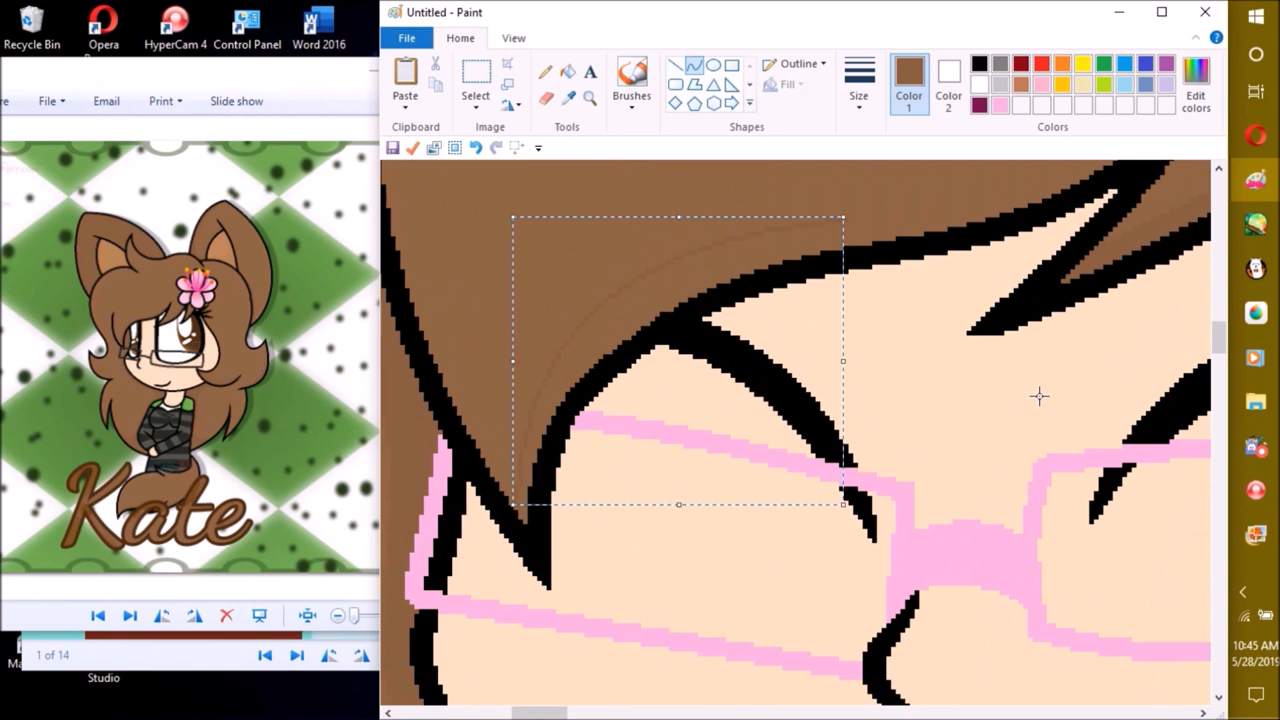 Recycle Bin
Opera
HyperCam 4
Control Panel
Word 2016
File
Email
Print
Slide show
Kate
1 of 14
Studio
Untitled - Paint
File
Home
View
Paste
Select
Brushes
Outline
Fill
Size
Color 1
Color 2
Edit colors
Clipboard
Image
Tools
Shapes
Colors
10:45 AM
5/28/2019